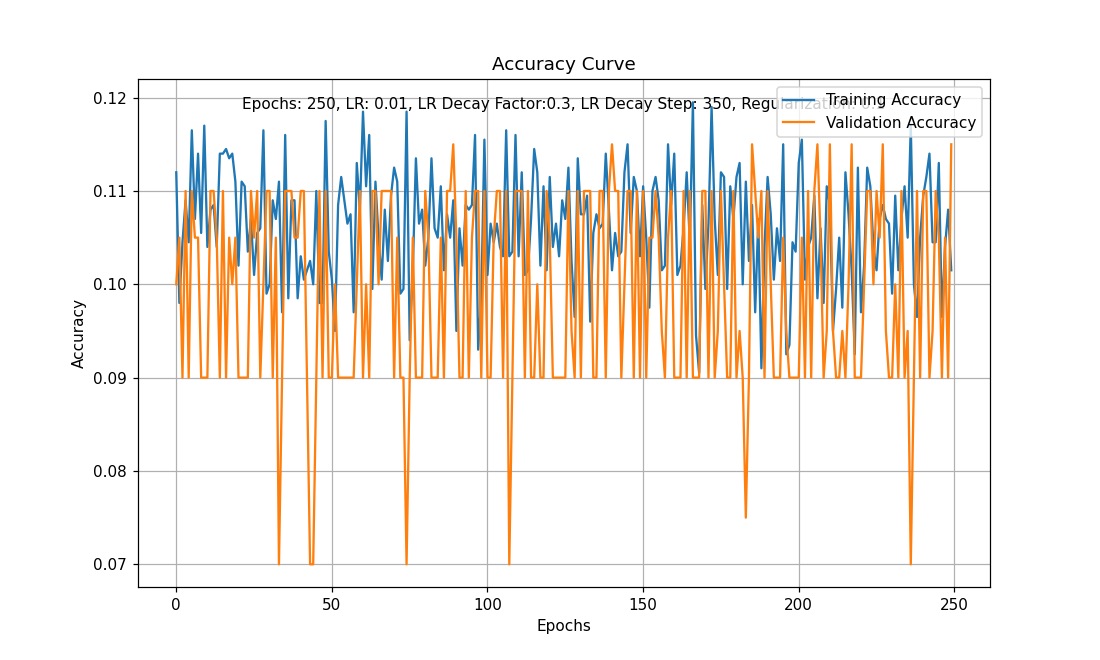 Accuracy Curve
Epochs: 250, LR: 0.01, LR Decay Factor:0.3, LR Decay Step: 350, Regularization:
Training Accuracy
Validation Accuracy
0.12
0.11
0.10
0.09
0.08
0.07
Accuracy
0
50
100
150
200
250
Epochs